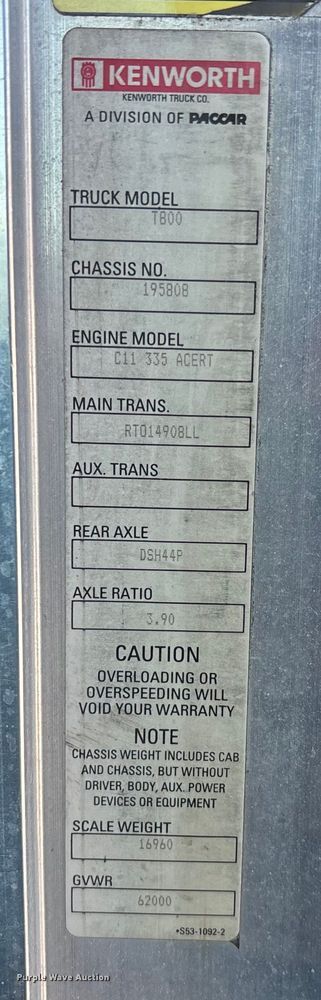 KENWORTH
KENWORTH TRUCK CO.
A DIVISION OF PACCAR
TRUCK MODEL
T800
CHASSIS NO.
195808
ENGINE MODEL
C11 335 ACERT
MAIN TRANS.
RTO14908LL
AUX. TRANS
REAR AXLE
DSH44P
AXLE RATIO
3.90
CAUTION
OVERLOADING OR
OVERSPEEDING WILL
VOID YOUR WARRANTY
NOTE
CHASSIS WEIGHT INCLUDES CAB
AND CHASSIS, BUT WITHOUT
DRIVER, BODY, AUX. POWER
DEVICES OR EQUIPMENT
SCALE WEIGHT
16960
GVWR
62000
*S53-1092-2
Purple Wave Auction